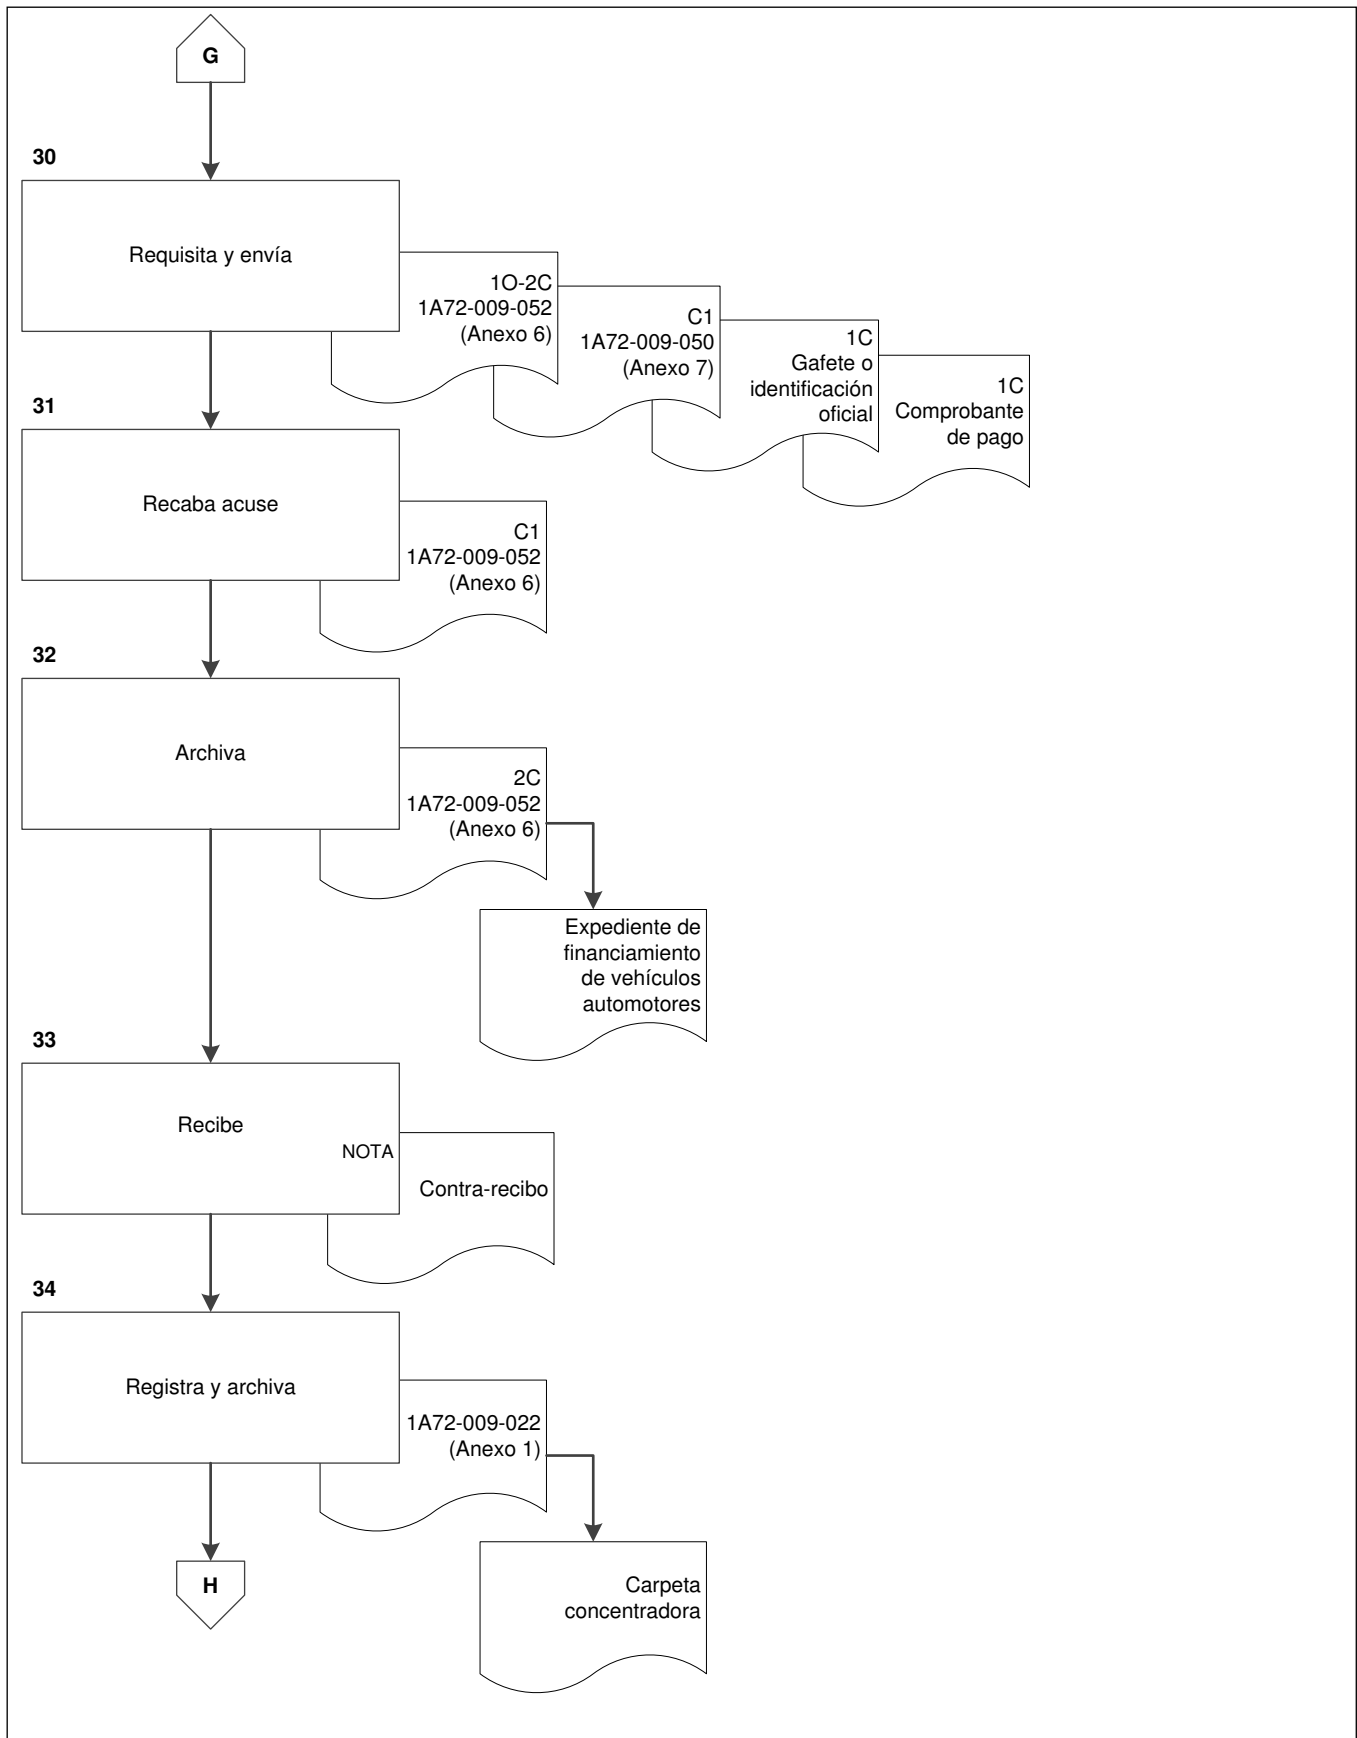 G
30
Requisita y envía
1O-2C
1A72-009-052
(Anexo 6)
C1
1A72-009-050
(Anexo 7)
1C
Gafete o
identificación
oficial
1C
Comprobante
de pago
31
Recaba acuse
C1
1A72-009-052
(Anexo 6)
32
Archiva
2C
1A72-009-052
(Anexo 6)
Expediente de
financiamiento
de vehículos
automotores
33
Recibe
NOTA
Contra-recibo
34
Registra y archiva
1A72-009-022
(Anexo 1)
H
Carpeta
concentradora